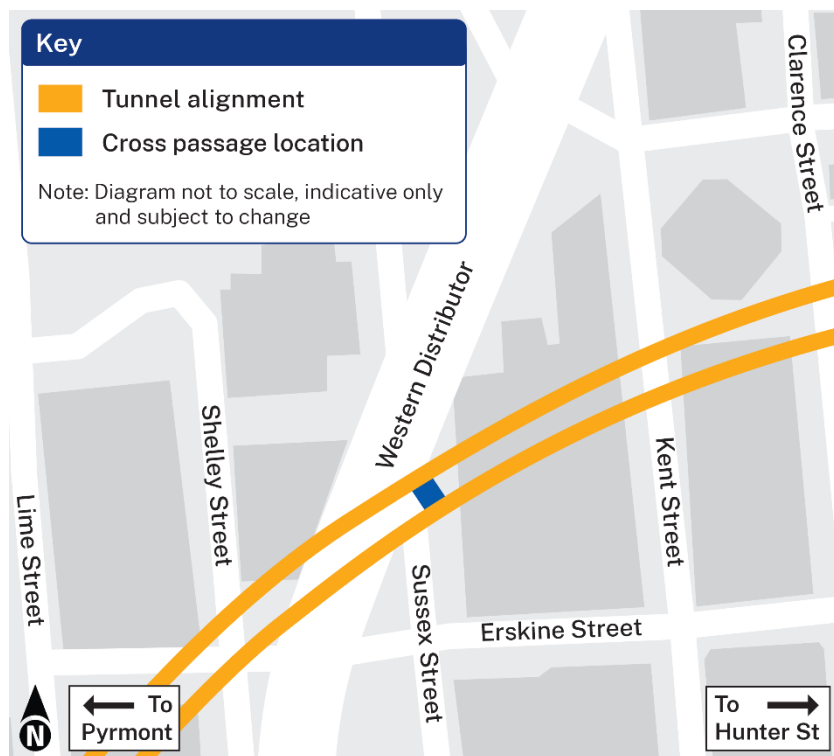 Key
Tunnel alignment
Cross passage location
Note: Diagram not to scale, indicative only
and subject to change
Clarence Street
Western Distributor
Shelley Street
Lime Street
Kent Street
Sussex Street
Erskine Street
N
To
Pyrmont
To
Hunter St